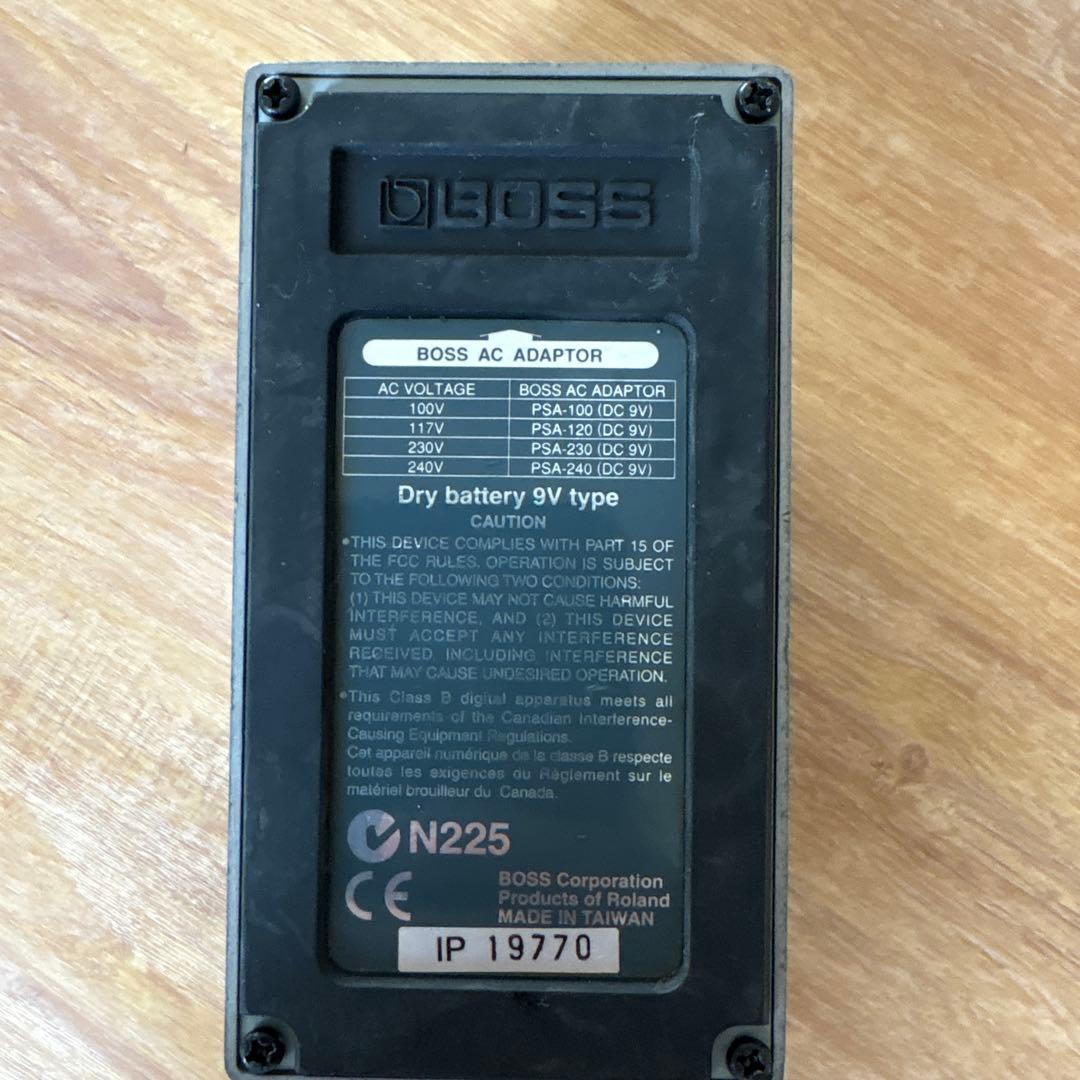 BOSS
BOSS AC ADAPTOR
AC VOLTAGE BOSS AC ADAPTOR
100V PSA-100 (DC 9V)
117V PSA-120 (DC 9V)
230V PSA-230 (DC 9V)
240V PSA-240 (DC 9V)
Dry battery 9V type
CAUTION
•THIS DEVICE COMPLIES WITH PART 15 OF
THE FCC RULES. OPERATION IS SUBJECT
TO THE FOLLOWING TWO CONDITIONS:
(1) THIS DEVICE MAY NOT CAUSE HARMFUL
INTERFERENCE, AND (2) THIS DEVICE
MUST ACCEPT ANY INTERFERENCE
RECEIVED, INCLUDING INTERFERENCE
THAT MAY CAUSE UNDESIRED OPERATION.
•This Class B digital apparatus meets all
requirements of the Canadian Interference-
Causing Equipment Regulations.
Cet appareil numérique de la classe B respecte
toutes les exigences du Règlement sur le
matériel brouilleur du Canada.
N225
CE
BOSS Corporation
Products of Roland
MADE IN TAIWAN
IP 19770